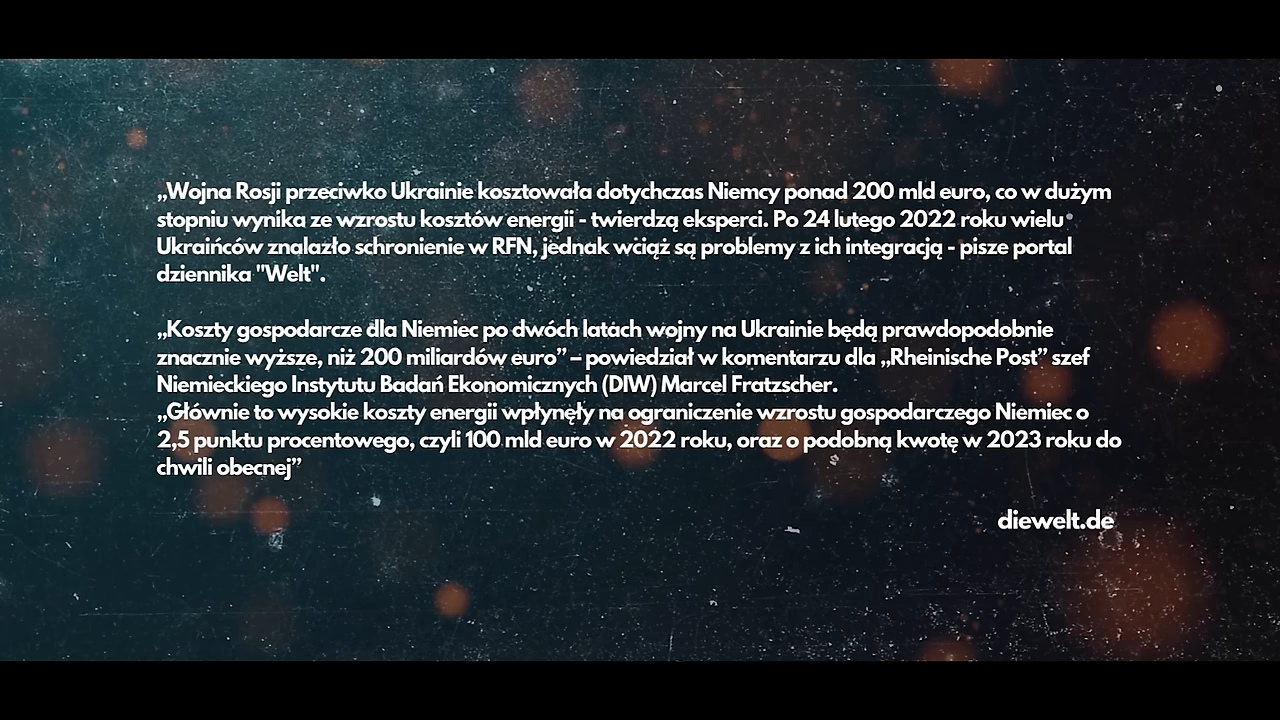 „Wojna Rosji przeciwko Ukrainie kosztowała dotychczas Niemcy ponad 200 mld euro, co w dużym
stopniu wynika ze wzrostu kosztów energii - twierdzą eksperci. Po 24 lutego 2022 roku wielu
Ukraińców znalazło schronienie w RFN, jednak wciąż są problemy z ich integracją - pisze portal
dziennika "Welt".
„Koszty gospodarcze dla Niemiec po dwóch latach wojny na Ukrainie będą prawdopodobnie
znacznie wyższe, niż 200 miliardów euro” – powiedział w komentarzu dla „Rheinische Post” szef
Niemieckiego Instytutu Badań Ekonomicznych (DIW) Marcel Fratzscher.
„Głównie to wysokie koszty energii wpłynęły na ograniczenie wzrostu gospodarczego Niemiec o
2,5 punktu procentowego, czyli 100 mld euro w 2022 roku, oraz o podobną kwotę w 2023 roku do
chwili obecnej”
diewelt.de